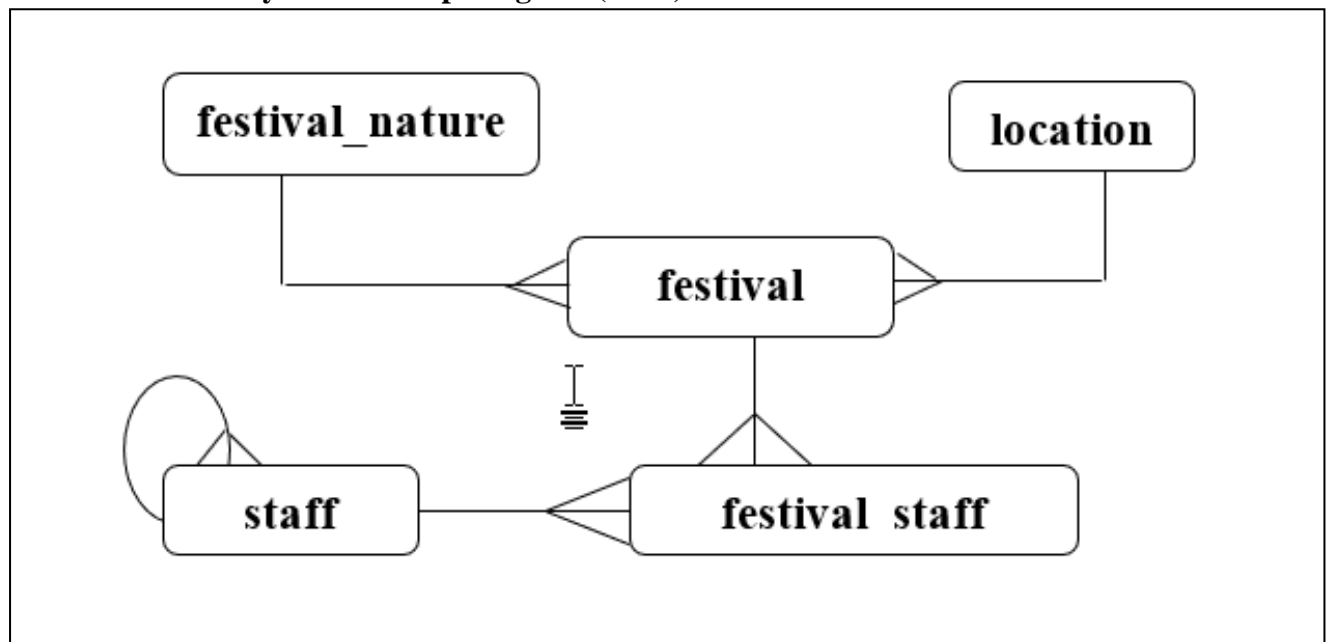 festival_nature
location
festival
staff
festival staff